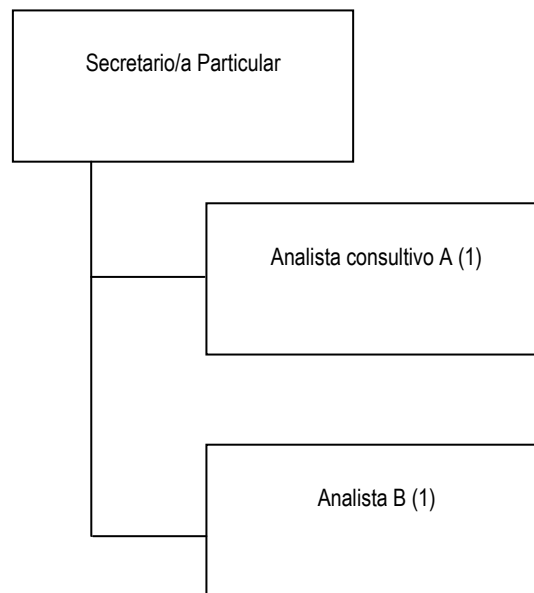 Secretario/a Particular
Analista consultivo A (1)
Analista B (1)